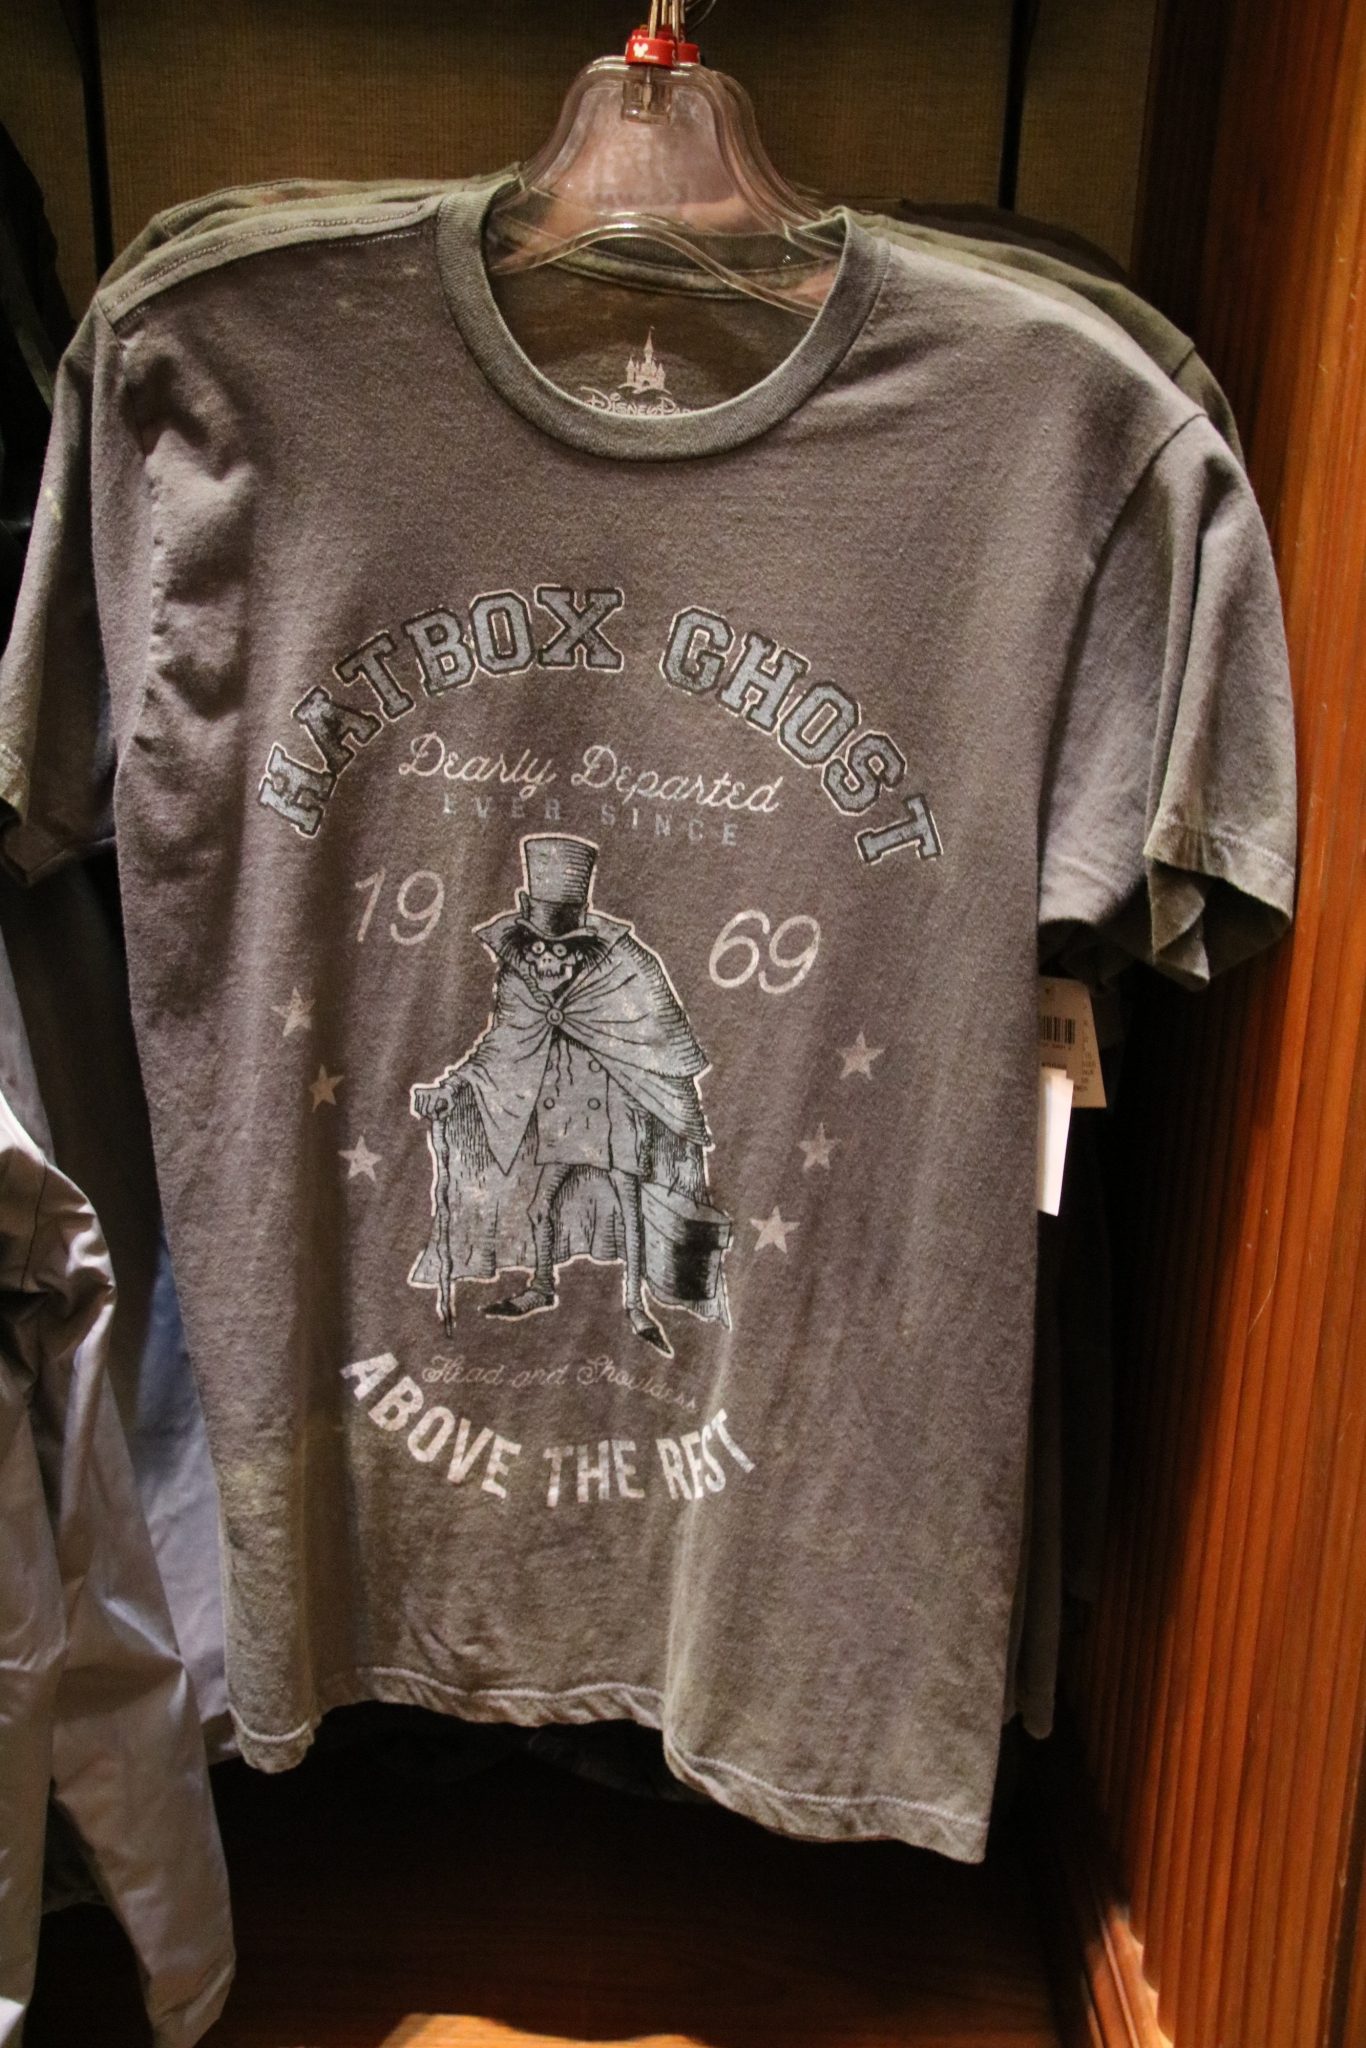 HATBOX GHOST
Dearly Departed
EVER SINCE
19 69
Head and Shoulders
ABOVE THE REST